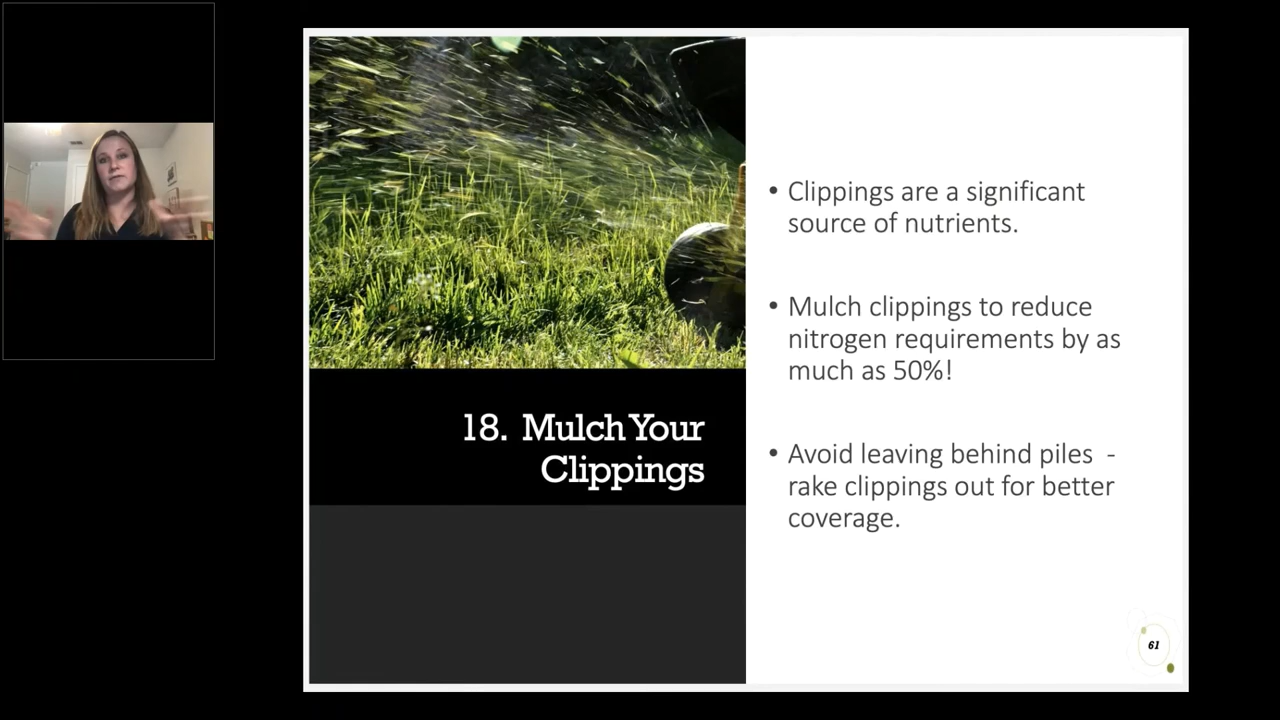 18. Mulch Your
Clippings
• Clippings are a significant
source of nutrients.
• Mulch clippings to reduce
nitrogen requirements by as
much as 50%!
• Avoid leaving behind piles -
rake clippings out for better
coverage.
61